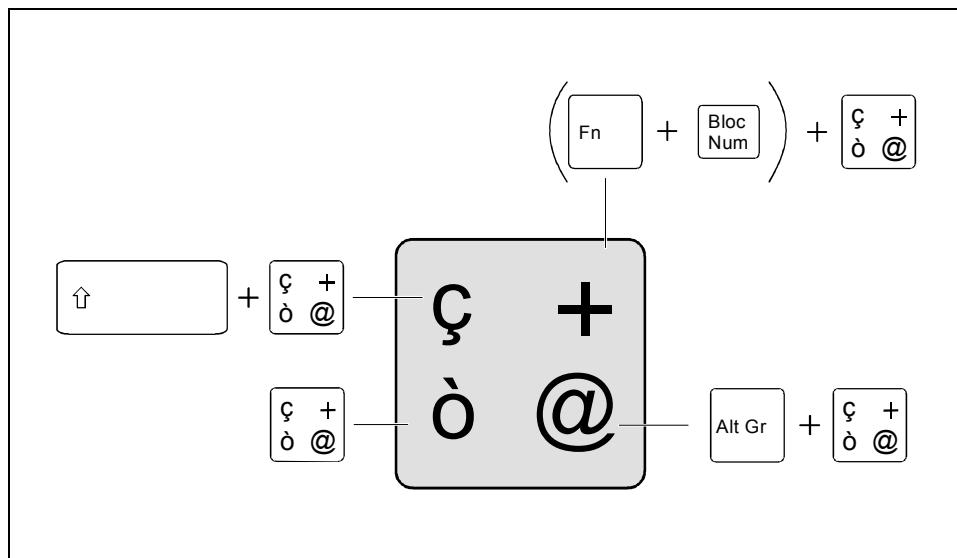 ( Fn + Bloc Num ) + ç + ò @
⇧ + ç + ò @
ç +
ò @
ç + ò @
Alt Gr + ç + ò @